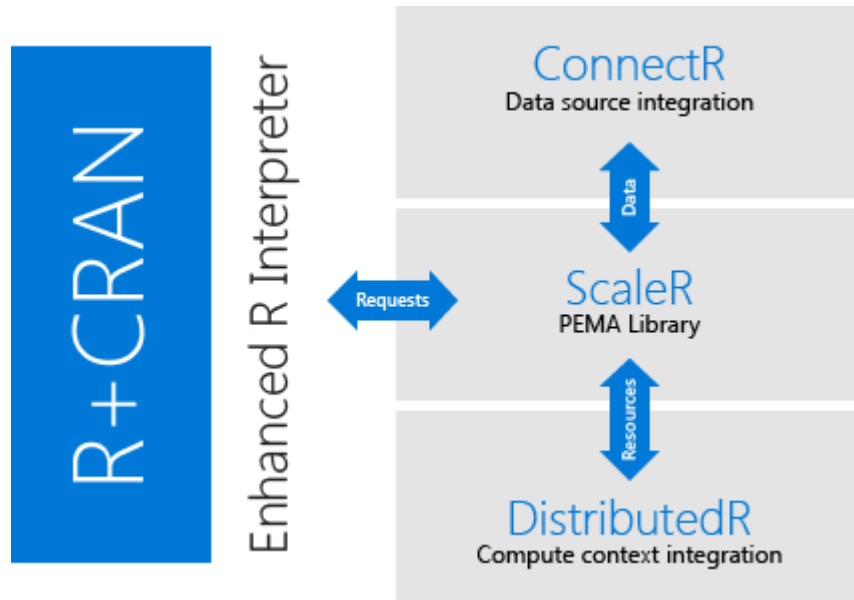 R+CRAN
Enhanced R Interpreter
Requests
ConnectR
Data source integration
Data
ScaleR
PEMA Library
Resources
DistributedR
Compute context integration